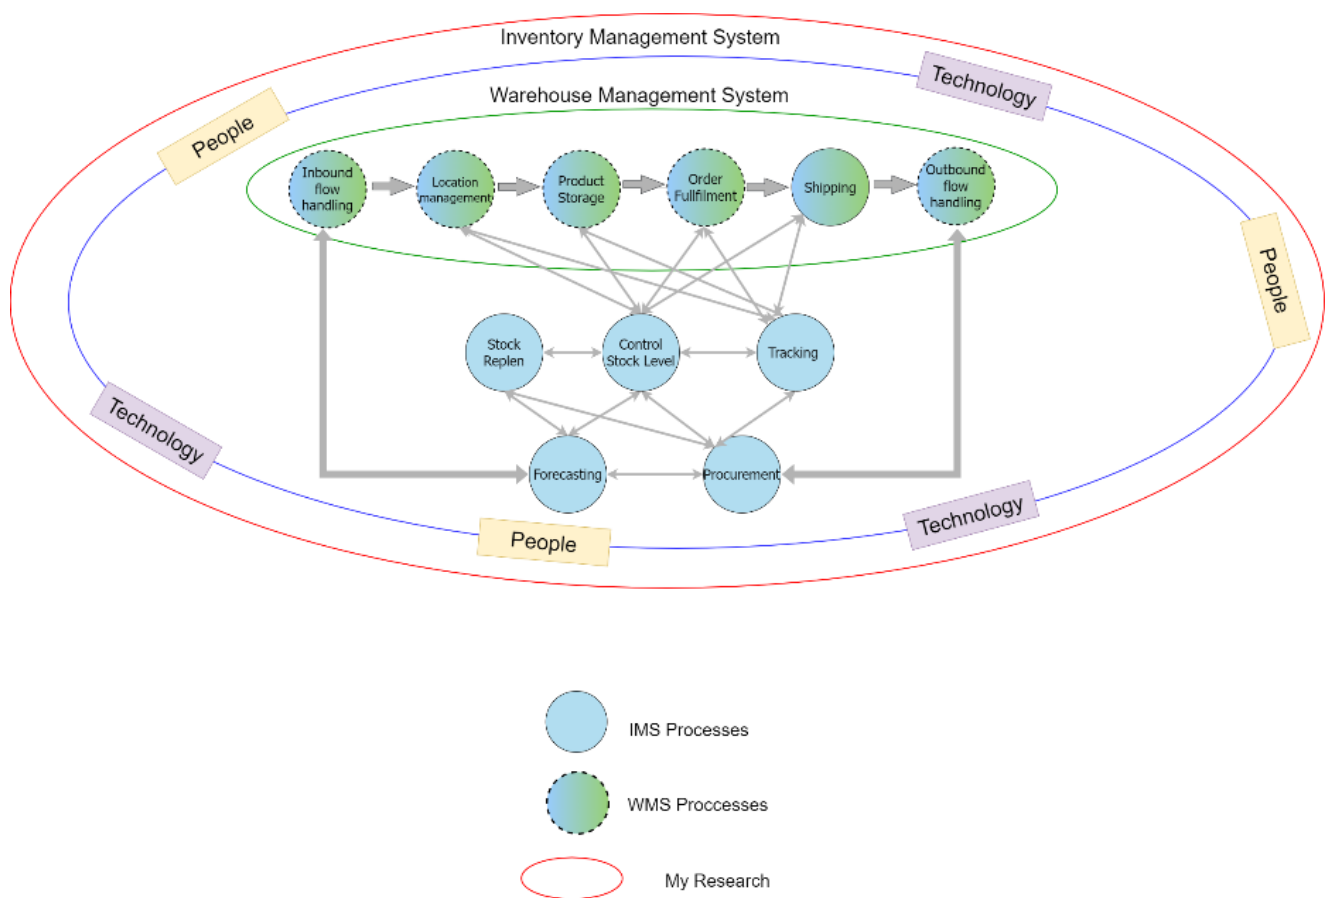 Inventory Management System
Technology
Warehouse Management System
People
Inbound
flow
handling
Location
management
Product
Storage
Order
Fullfilment
Shipping
Outbound
flow
handling
People
Stock
Replen
Control
Stock Level
Tracking
Technology
Forecasting
Procurement
Technology
People
IMS Processes
WMS Proccesses
My Research